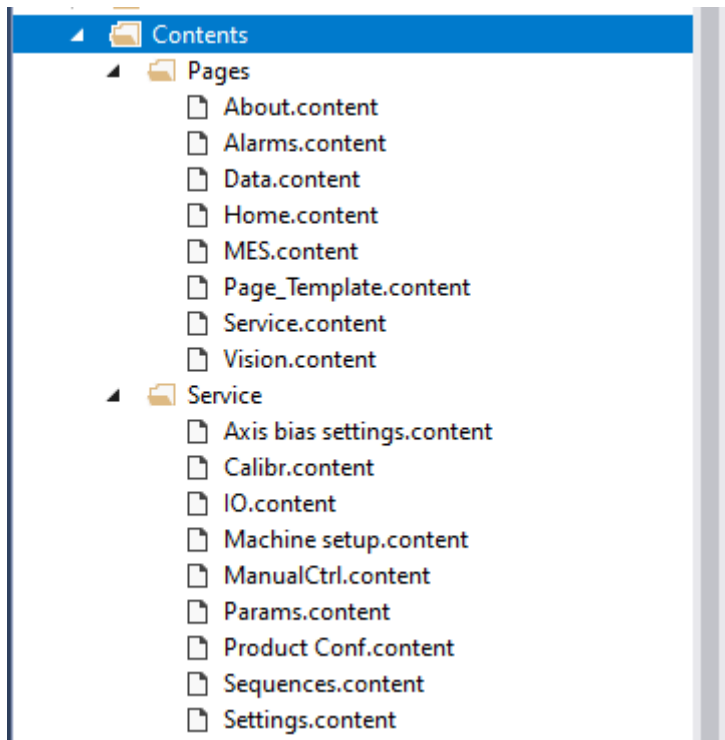 Contents
Pages
About.content
Alarms.content
Data.content
Home.content
MES.content
Page_Template.content
Service.content
Vision.content
Service
Axis bias settings.content
Calibr.content
IO.content
Machine setup.content
ManualCtrl.content
Params.content
Product Conf.content
Sequences.content
Settings.content